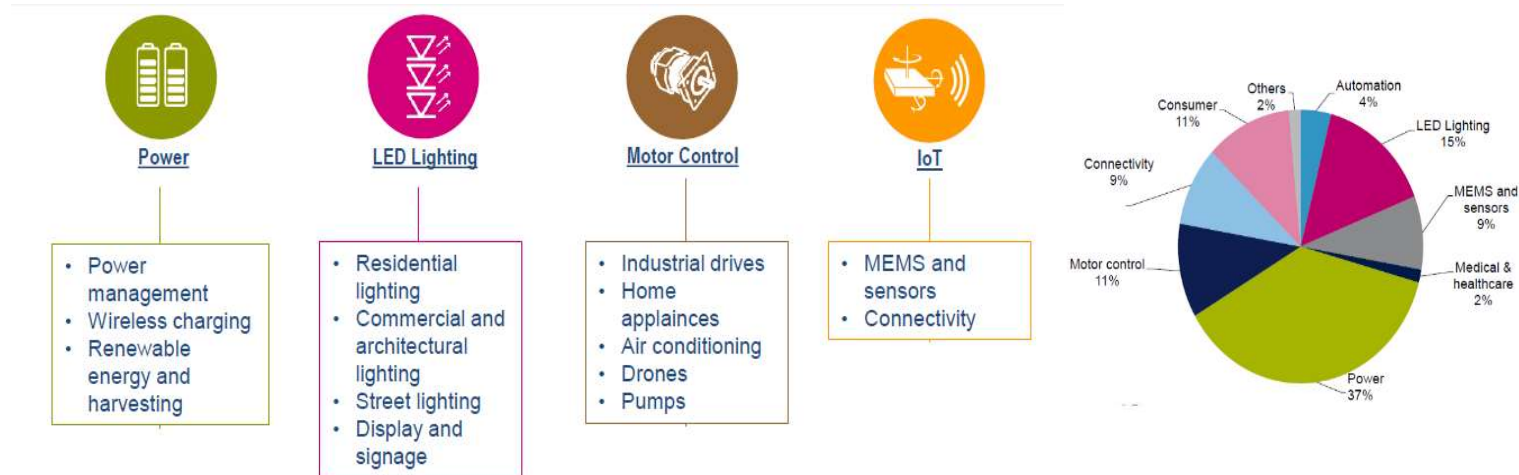 Power
• Power
management
• Wireless charging
• Renewable
energy and
harvesting
LED Lighting
• Residential
lighting
• Commercial and
architectural
lighting
• Street lighting
• Display and
signage
Motor Control
• Industrial drives
• Home
applainces
• Air conditioning
• Drones
• Pumps
IoT
• MEMS and
sensors
• Connectivity
Others
2%
Automation
4%
LED Lighting
15%
MEMS and
sensors
9%
Medical &
healthcare
2%
Power
37%
Motor control
11%
Connectivity
9%
Consumer
11%